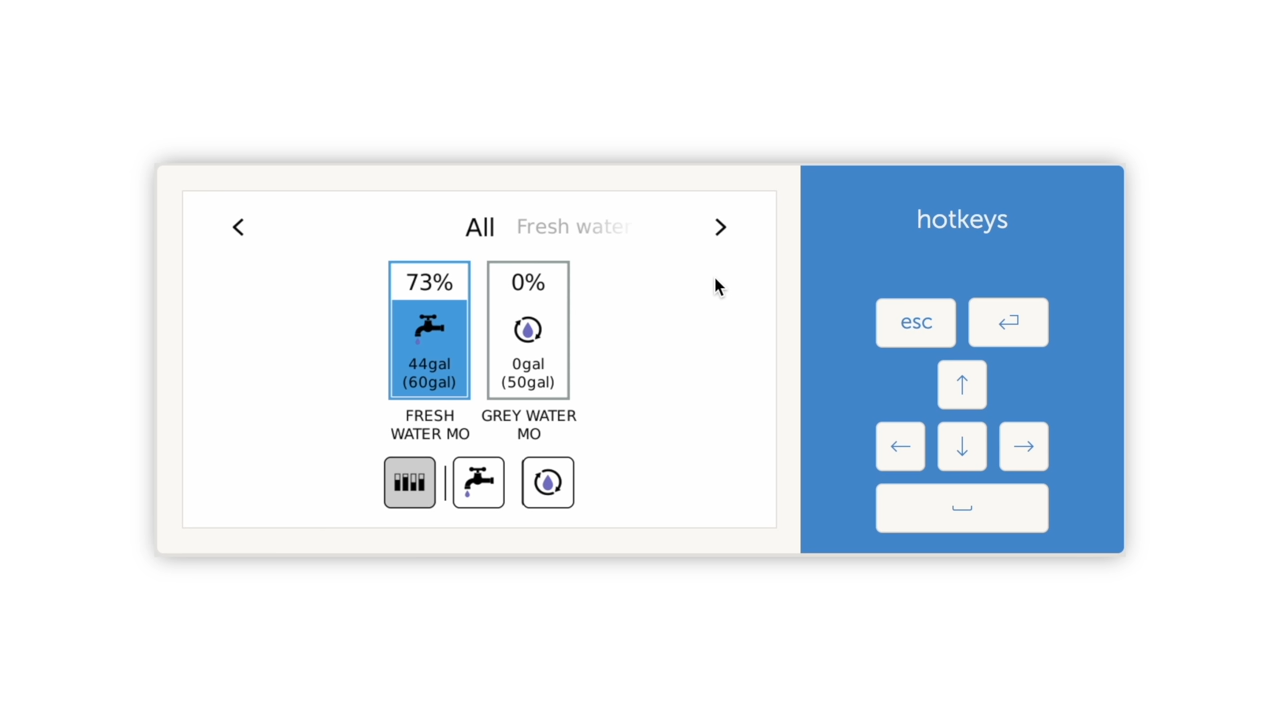 All Fresh water
hotkeys
73%
44gal
(60gal)
FRESH
WATER MO
0%
0gal
(50gal)
GREY WATER
MO
esc